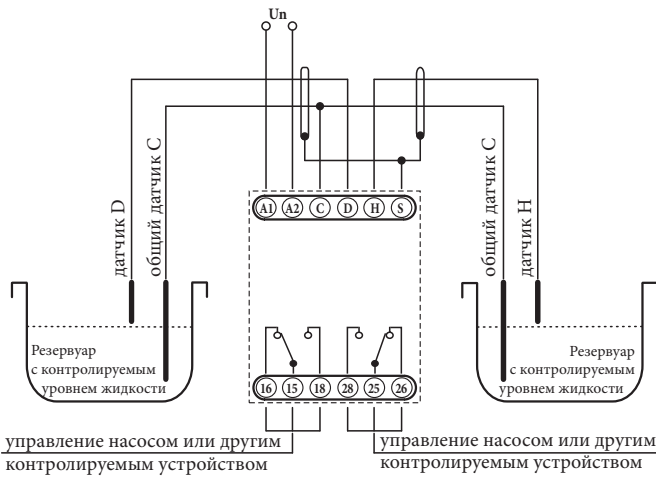 Un
датчик D
общий датчик C
общий датчик C
датчик H
A1 A2 C D H S
Резервуар
с контролируемым
уровнем жидкости
Резервуар
с контролируемым
уровнем жидкости
16 15 18 28 25 26
управление насосом или другим
контролируемым устройством
управление насосом или другим
контролируемым устройством